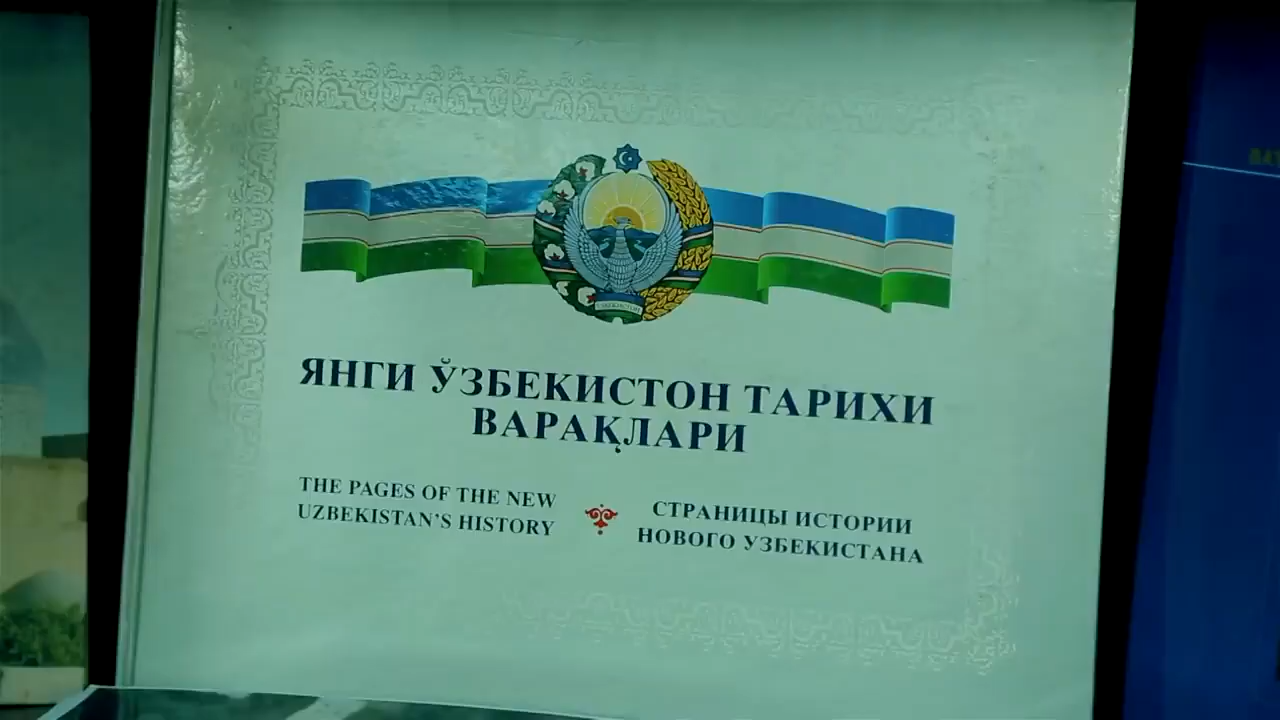 ЯНГИ ЎЗБЕКИСТОН ТАРИХИ
ВАРАҚЛАРИ
THE PAGES OF THE NEW
UZBEKISTAN'S HISTORY
СТРАНИЦЫ ИСТОРИИ
НОВОГО УЗБЕКИСТАНА